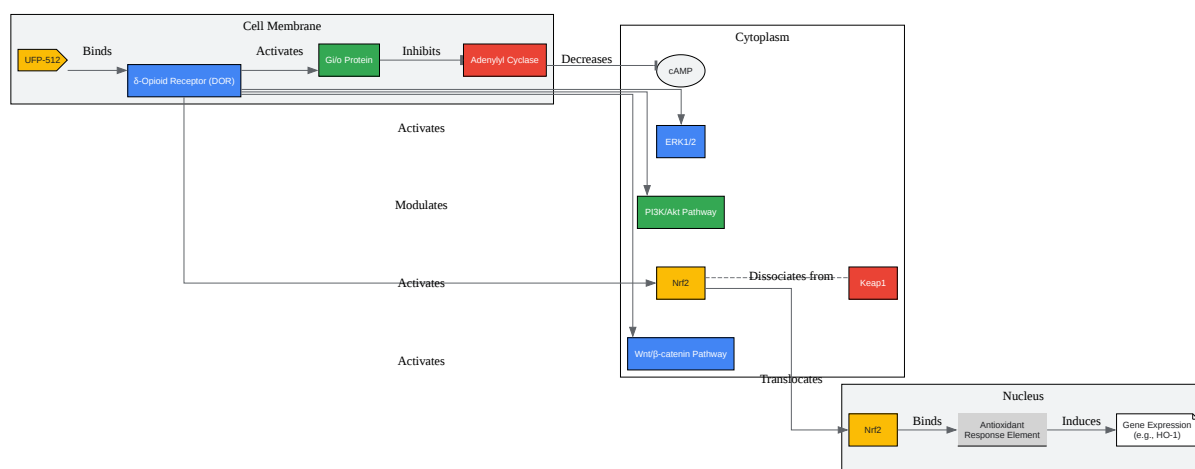 Cell Membrane
UFP-512
Binds
δ-Opioid Receptor (DOR)
Activates
Gi/o Protein
Inhibits
Adenylyl Cyclase
Decreases
Cytoplasm
cAMP
Activates
ERK1/2
Modulates
PI3K/Akt Pathway
Activates
Nrf2
Dissociates from
Keap1
Activates
Wnt/β-catenin Pathway
Translocates
Nucleus
Nrf2
Binds
Antioxidant
Response Element
Induces
Gene Expression
(e.g., HO-1)